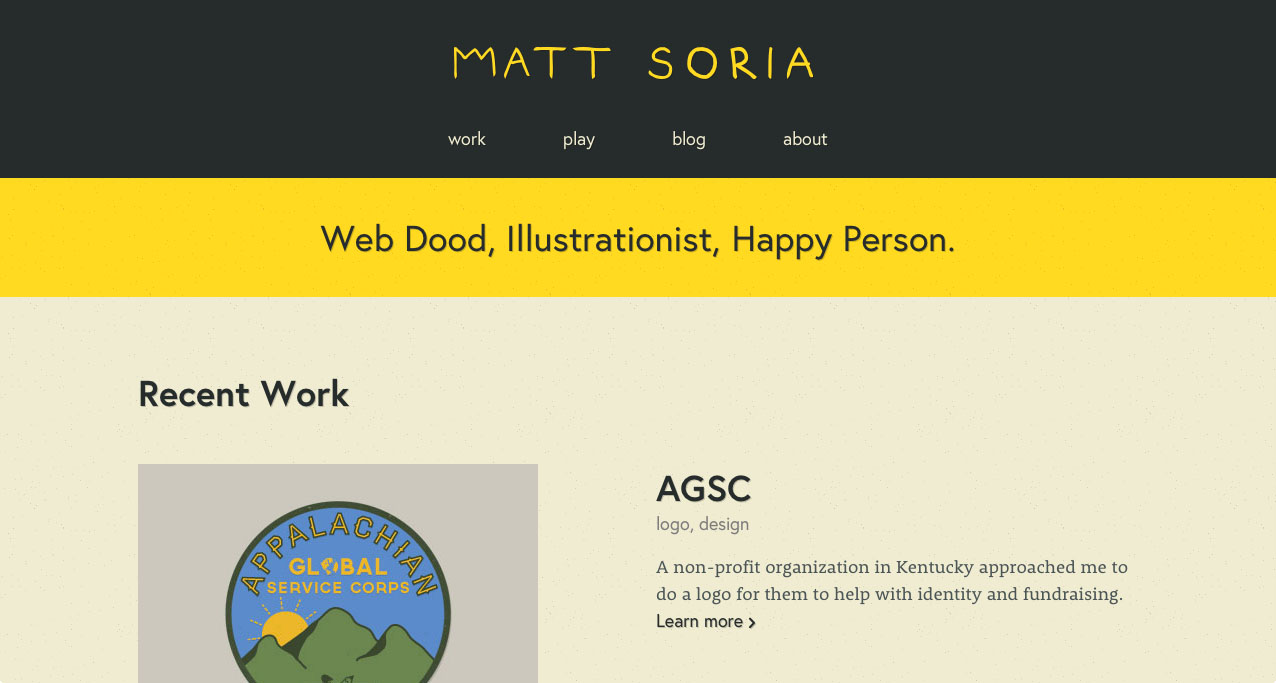 MATT SORIA
work play blog about
Web Dood, Illustrationist, Happy Person.
Recent Work
APPALACHIAN
GLOBAL
SERVICE CORPS
AGSC
logo, design
A non-profit organization in Kentucky approached me to
do a logo for them to help with identity and fundraising.
Learn more